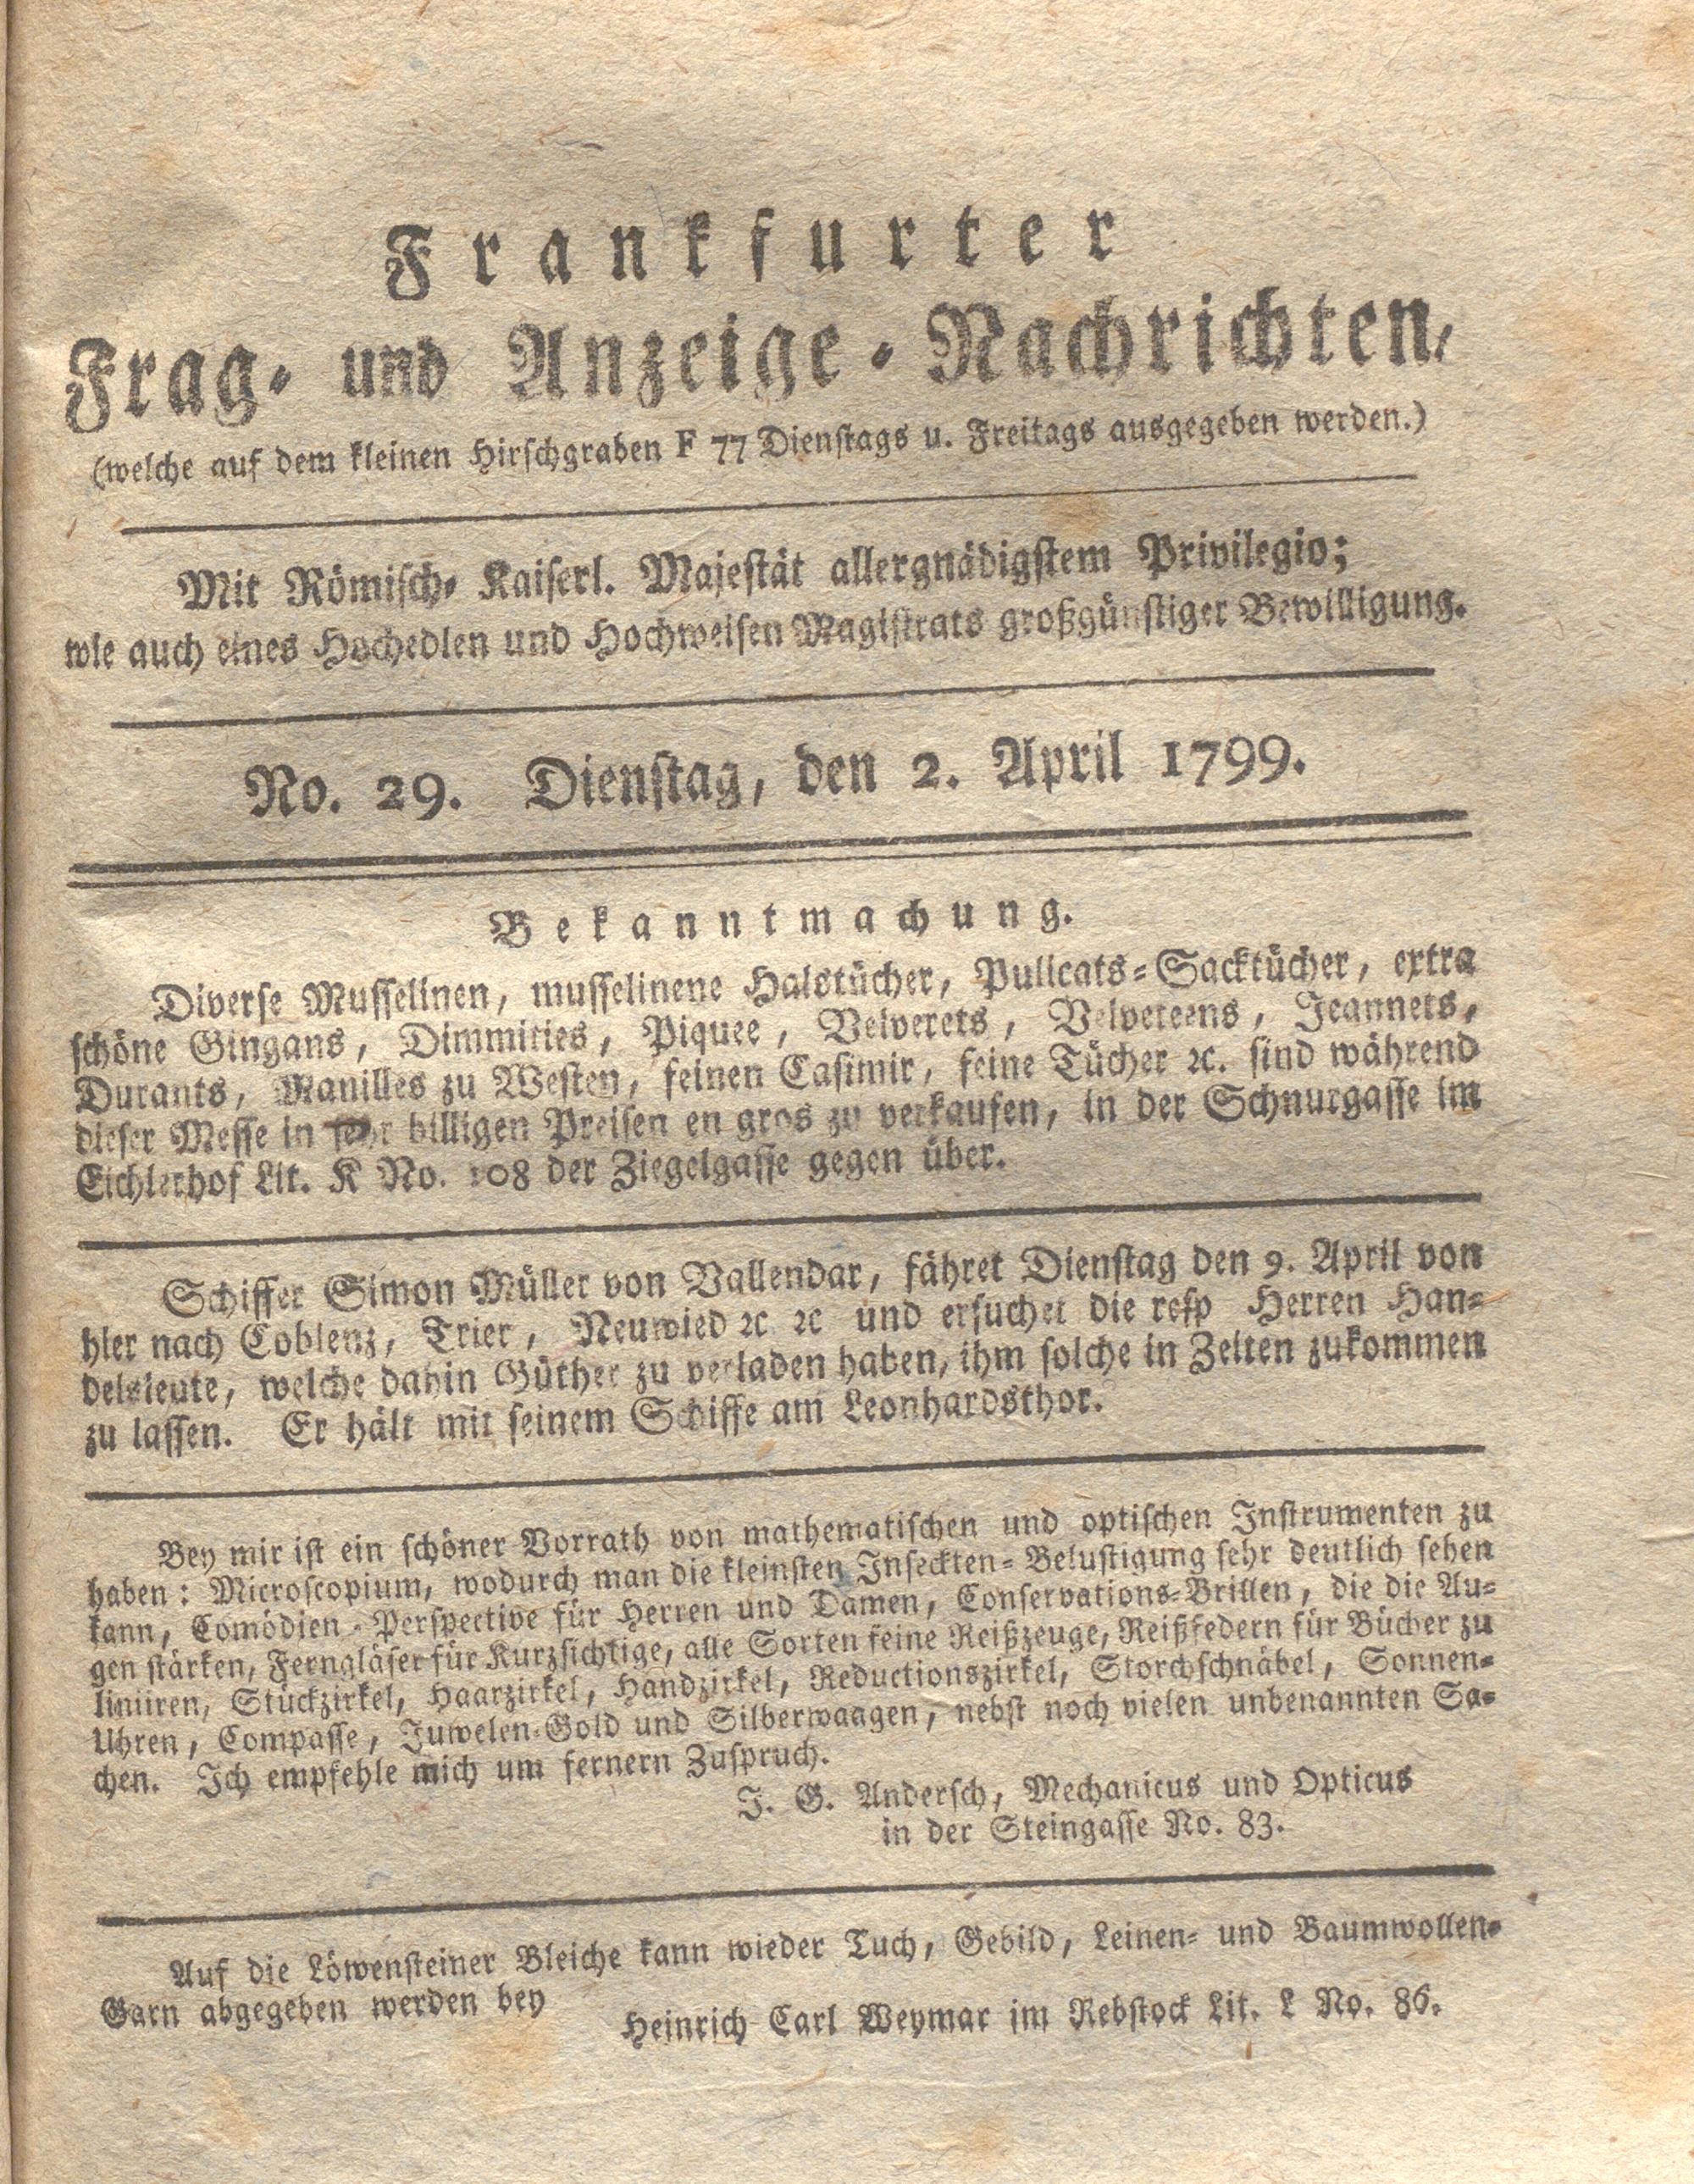 Frankfurter
Frag- und Anzeige-Nachrichten,
(welche auf dem kleinen Hirschgraben F 77 Dienstags u. Freitags ausgegeben werden.)
Mit Römisch- Kaiserl. Majestät allergnädigstem Privilegio;
wie auch eines Hochedlen und Hochweisen Magistrats großgünstiger Bewilligung.
No. 29. Dienstag, den 2. April 1799.
Bekanntmachung.
Diverse Musselinen, musselinene Halstücher, Pullcats-Sacktücher, extra
schöne Gingans, Dimmities, Piquee, Velverets, Velvereens, Jeannets,
Durants, Manilles zu Westen, feinen Casimir, feine Tücher ꝛc. sind während
dieser Messe in sehr billigen Preisen en gros zu verkaufen, in der Schnurgasse im
Eichlerhof Lit. K No. 108 der Ziegelgasse gegen über.
Schiffer Simon Müller von Vallendar, fähret Dienstag den 9. April von
hier nach Coblenz, Trier, Neuwied ꝛc ꝛc und ersuchet die resp Herren Han-
delsleute, welche dahin Güther zu verladen haben, ihm solche in Zeiten zukommen
zu lassen. Er hält mit seinem Schiffe am Leonhardsthor.
Bey mir ist ein schöner Vorrath von mathematischen und optischen Instrumenten zu
haben: Microscopium, wodurch man die kleinsten Inseckten-Belustigung sehr deutlich sehen
kann, Comödien-Perspective für Herren und Damen, Conservations-Brillen, die die Au-
gen stärken, Ferngläser für Kurzsichtige, alle Sorten feine Reißzeuge, Reißfedern für Bücher zu
liniiren, Stückzirkel, Haarzirkel, Handzirkel, Reductionszirkel, Storchschnäbel, Sonnen-
Uhren, Compasse, Juwelen-Gold und Silberwaagen, nebst noch vielen unbenannten Sa-
chen. Ich empfehle mich um fernern Zuspruch.
J. G. Andersch, Mechanicus und Opticus
in der Steingasse No. 83.
Auf die Löwensteiner Bleiche kann wieder Tuch, Gebild, Leinen- und Baumwollen-
Garn abgegeben werden bey
Heinrich Carl Weymar im Rebstock Lit. L No. 86.